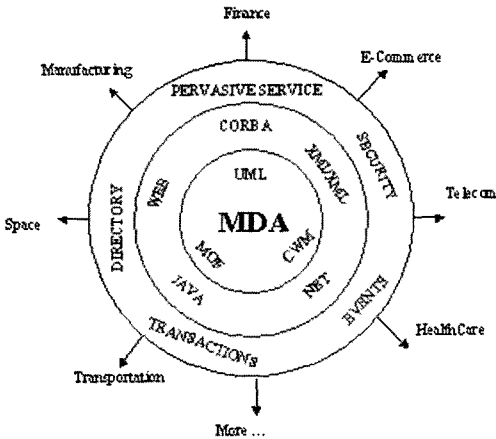 Finance
Manufacturing
E-Commerce
PERVASIVE SERVICE
CORBA
XMI/XML
SECURITY
WEB
UML
DIRECTORY
MDA
Telecom
Space
MOF
CWM
JAVA
NET
EVENTS
TRANSACTIONS
HealthCare
Transportation
More ...